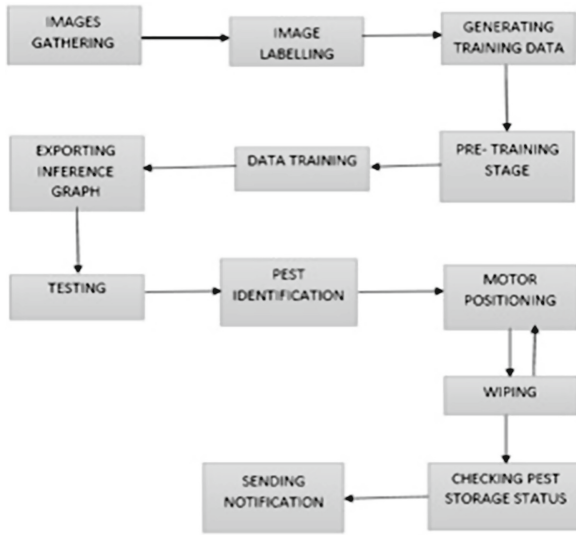 IMAGES
GATHERING
IMAGE
LABELLING
GENERATING
TRAINING DATA
PRE- TRAINING
STAGE
DATA TRAINING
EXPORTING
INFERENCE
GRAPH
TESTING
PEST
IDENTIFICATION
MOTOR
POSITIONING
WIPING
CHECKING PEST
STORAGE STATUS
SENDING
NOTIFICATION